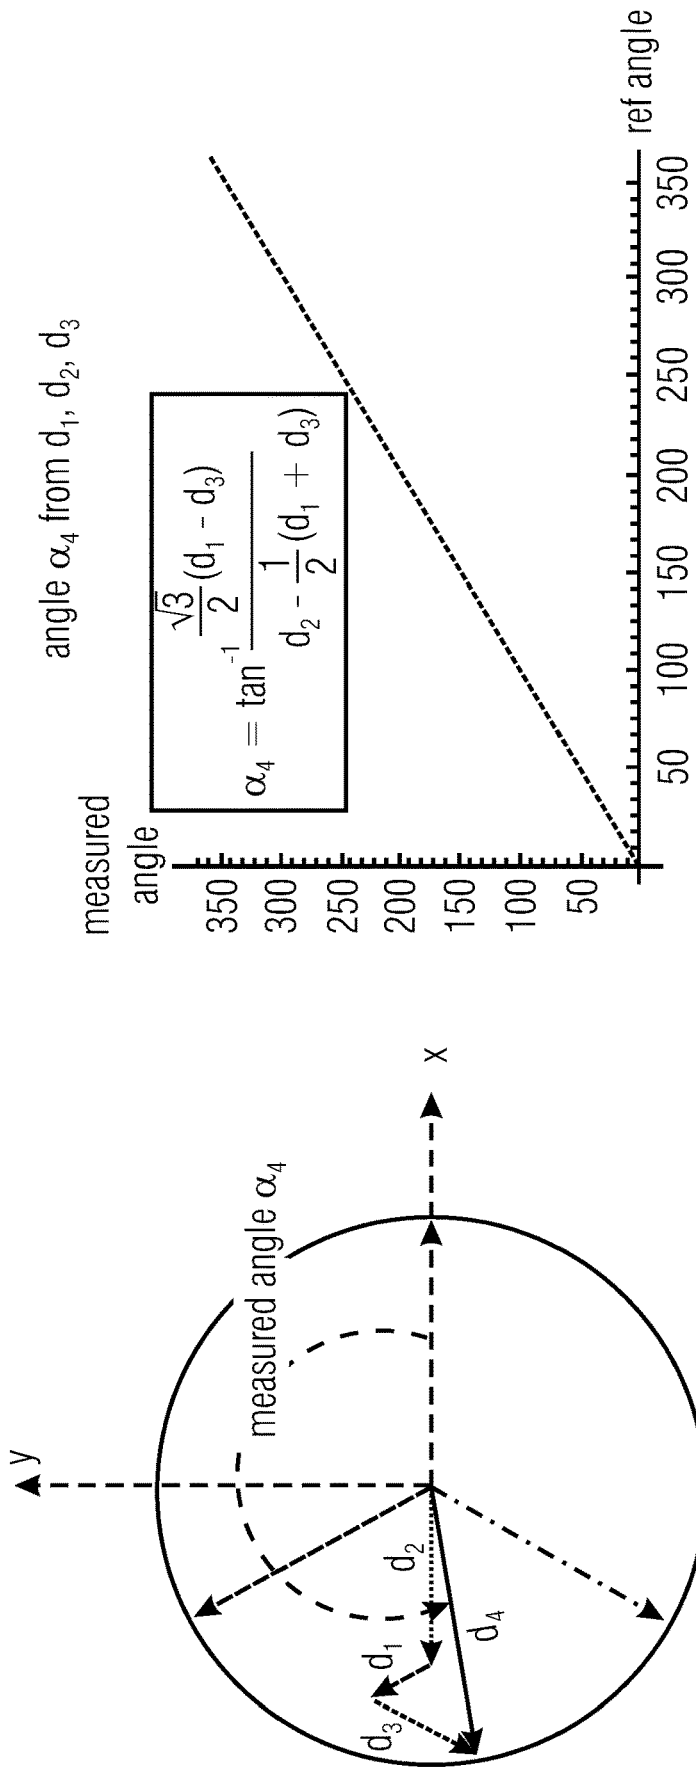 y
measured angle α₄
x
d₁
d₂
d₃
d₄
angle α₄ from d₁, d₂, d₃
measured
angle
α₄ = tan⁻¹ (√3/2 (d₁ - d₃)) / (d₂ - 1/2 (d₁ + d₃))
350
300
250
200
150
100
50
50
100
150
200
250
300
350
ref angle